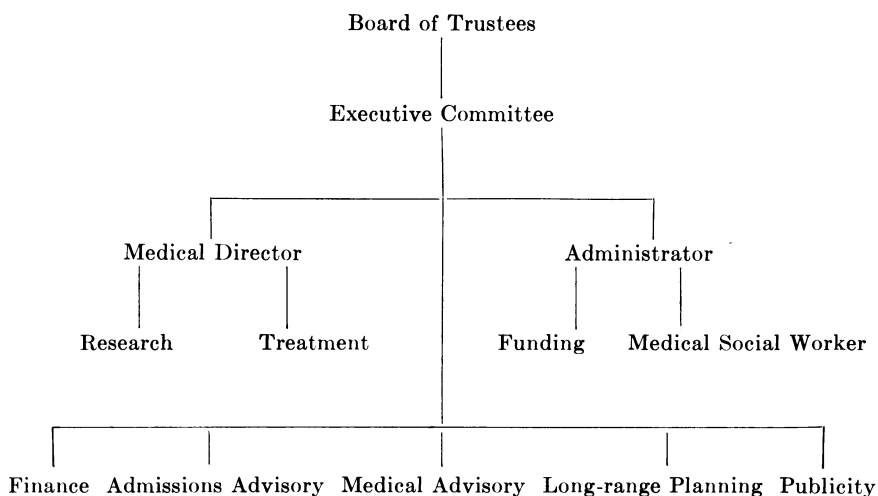 Board of Trustees
Executive Committee
Medical Director Administrator
Research Treatment Funding Medical Social Worker
Finance Admissions Advisory Medical Advisory Long-range Planning Publicity